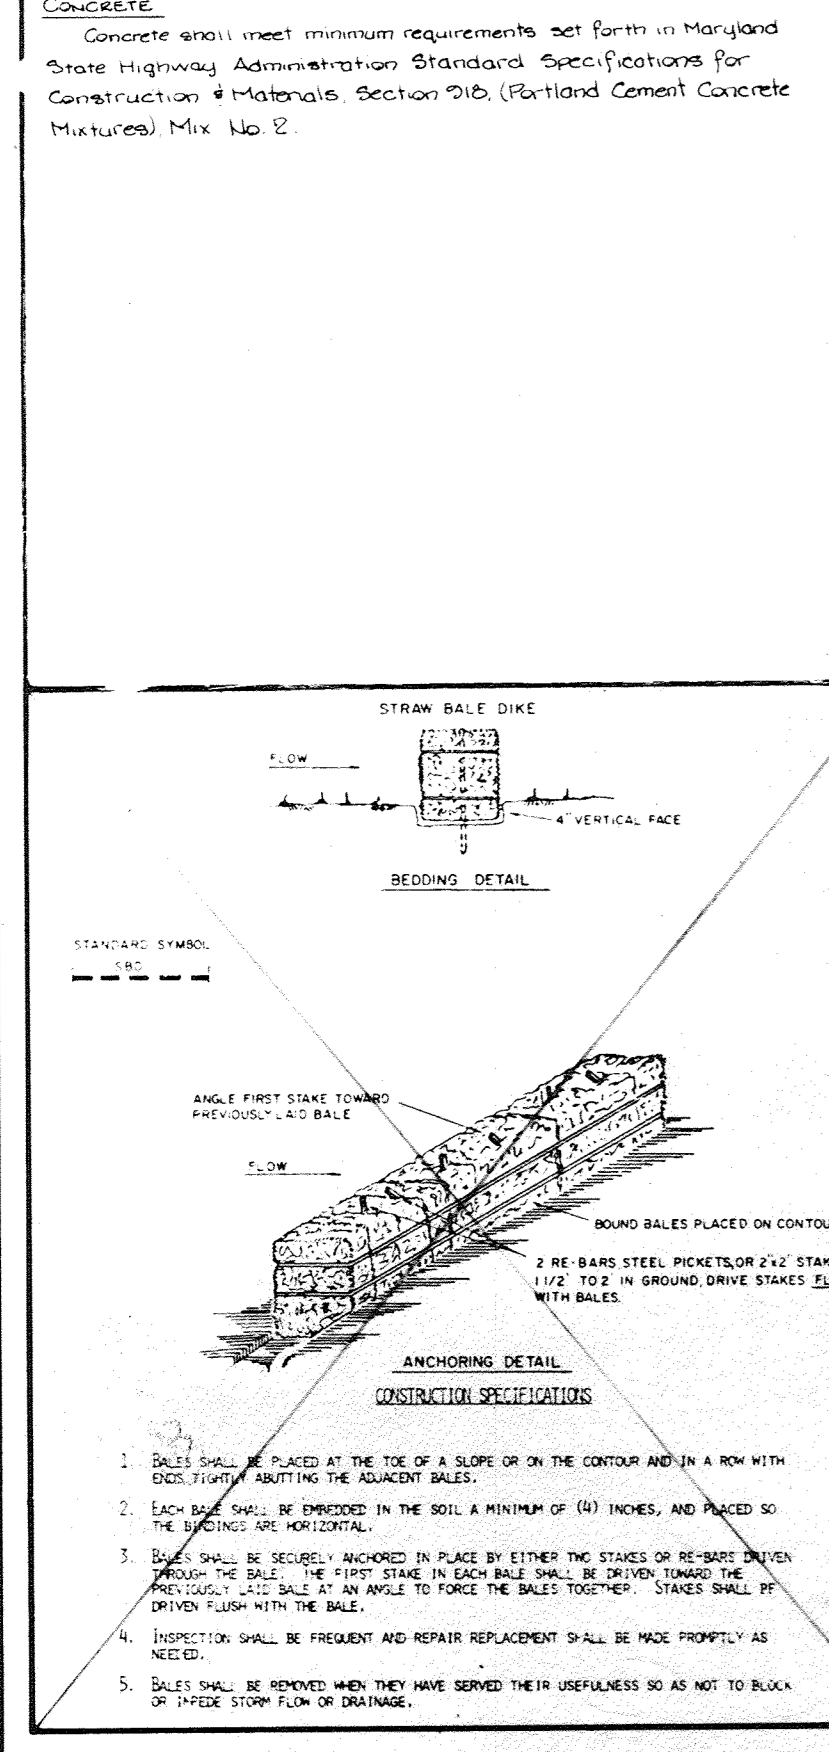 CONCRETE
Concrete shall meet minimum requirements set forth in Maryland
State Highway Administration Standard Specifications for
Construction & Materials, Section 918, (Portland Cement Concrete
Mixtures), Mix No. 2.
STRAW BALE DIKE
FLOW
4" VERTICAL FACE
BEDDING DETAIL
STANDARD SYMBOL
SBD
ANGLE FIRST STAKE TOWARD
PREVIOUSLY LAID BALE
FLOW
BOUND BALES PLACED ON CONTOU
2 RE-BARS, STEEL PICKETS, OR 2"x2" STAK
1 1/2' TO 2' IN GROUND, DRIVE STAKES FL
WITH BALES.
ANCHORING DETAIL
CONSTRUCTION SPECIFICATIONS
1. BALES SHALL BE PLACED AT THE TOE OF A SLOPE OR ON THE CONTOUR AND IN A ROW WITH
ENDS TIGHTLY ABUTTING THE ADJACENT BALES.
2. EACH BALE SHALL BE EMBEDDED IN THE SOIL A MINIMUM OF (4) INCHES, AND PLACED SO
THE BINDINGS ARE HORIZONTAL.
3. BALES SHALL BE SECURELY ANCHORED IN PLACE BY EITHER TWO STAKES OR RE-BARS DRIVEN
THROUGH THE BALE. THE FIRST STAKE IN EACH BALE SHALL BE DRIVEN TOWARD THE
PREVIOUSLY LAID BALE AT AN ANGLE TO FORCE THE BALES TOGETHER. STAKES SHALL BE
DRIVEN FLUSH WITH THE BALE.
4. INSPECTION SHALL BE FREQUENT AND REPAIR REPLACEMENT SHALL BE MADE PROMPTLY AS
NEEDED.
5. BALES SHALL BE REMOVED WHEN THEY HAVE SERVED THEIR USEFULNESS SO AS NOT TO BLOCK
OR IMPEDE STORM FLOW OR DRAINAGE.